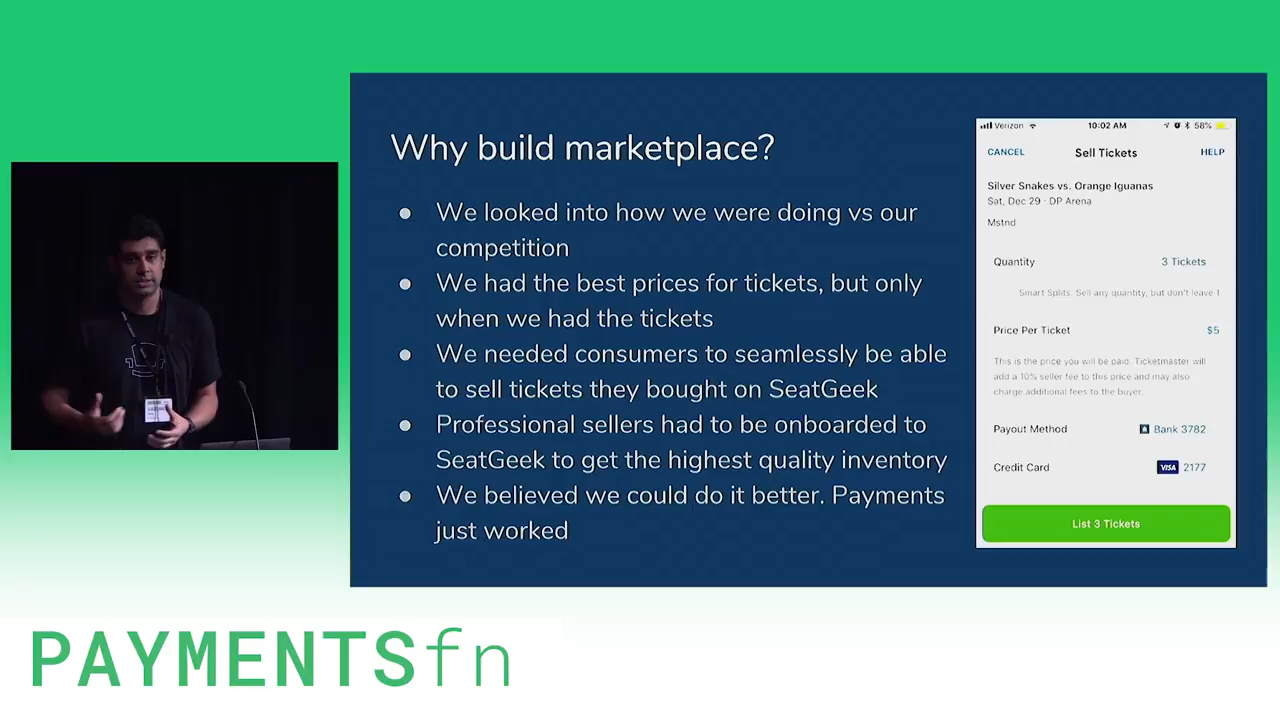 Why build marketplace?
● We looked into how we were doing vs our
competition
● We had the best prices for tickets, but only
when we had the tickets
● We needed consumers to seamlessly be able
to sell tickets they bought on SeatGeek
● Professional sellers had to be onboarded to
SeatGeek to get the highest quality inventory
● We believed we could do it better. Payments
just worked
Verizon 10:02 AM 58%
CANCEL Sell Tickets HELP
Silver Snakes vs. Orange Iguanas
Sat, Dec 29 · DP Arena
Mstnd
Quantity 3 Tickets
Smart Splits. Sell any quantity, but don't leave 1
Price Per Ticket $5
This is the price you will be paid. Ticketmaster will
add a 10% seller fee to this price and may also
charge additional fees to the buyer.
Payout Method Bank 3782
Credit Card VISA 2177
List 3 Tickets
PAYMENTSfn